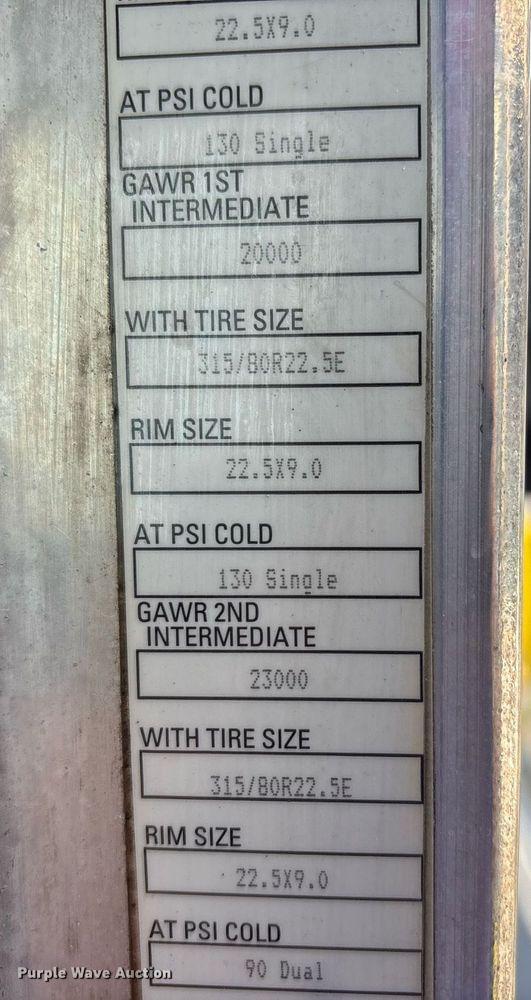 22.5X9.0
AT PSI COLD
130 Single
GAWR 1ST
INTERMEDIATE
20000
WITH TIRE SIZE
315/80R22.5E
RIM SIZE
22.5X9.0
AT PSI COLD
130 Single
GAWR 2ND
INTERMEDIATE
23000
WITH TIRE SIZE
315/80R22.5E
RIM SIZE
22.5X9.0
AT PSI COLD
90 Dual
Purple Wave Auction